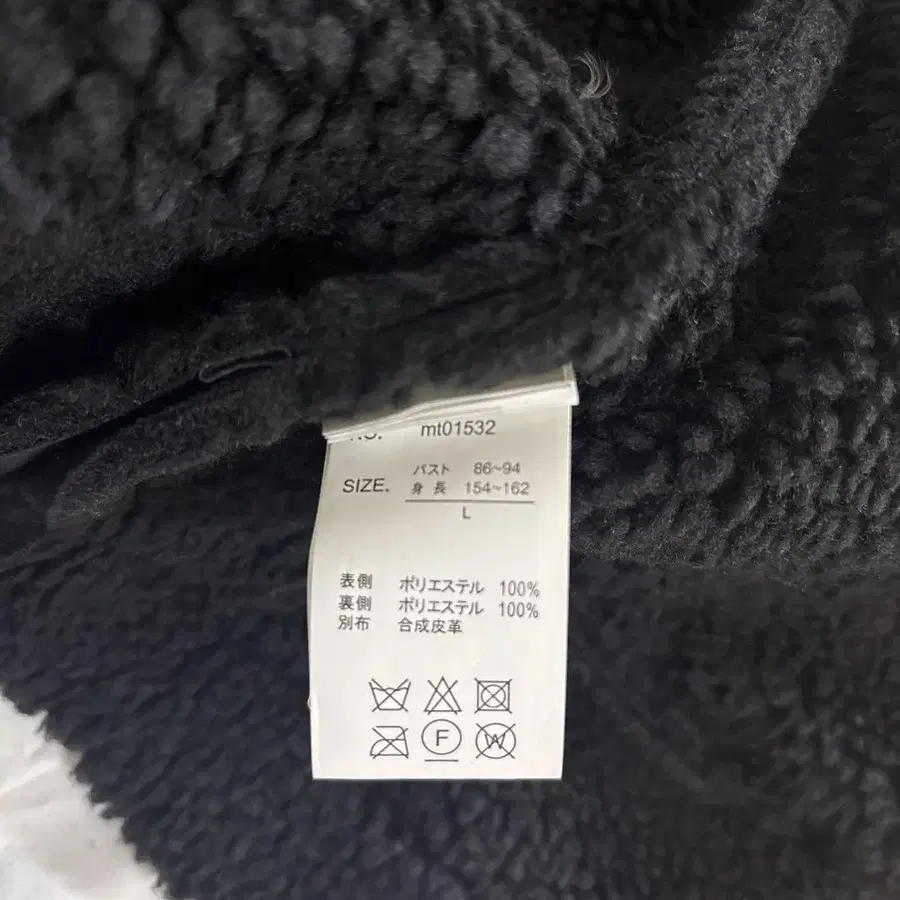 mt01532
バスト 86~94
SIZE. 身長 154~162
L
表側 ポリエステル 100%
裏側 ポリエステル 100%
別布 合成皮革
F
W